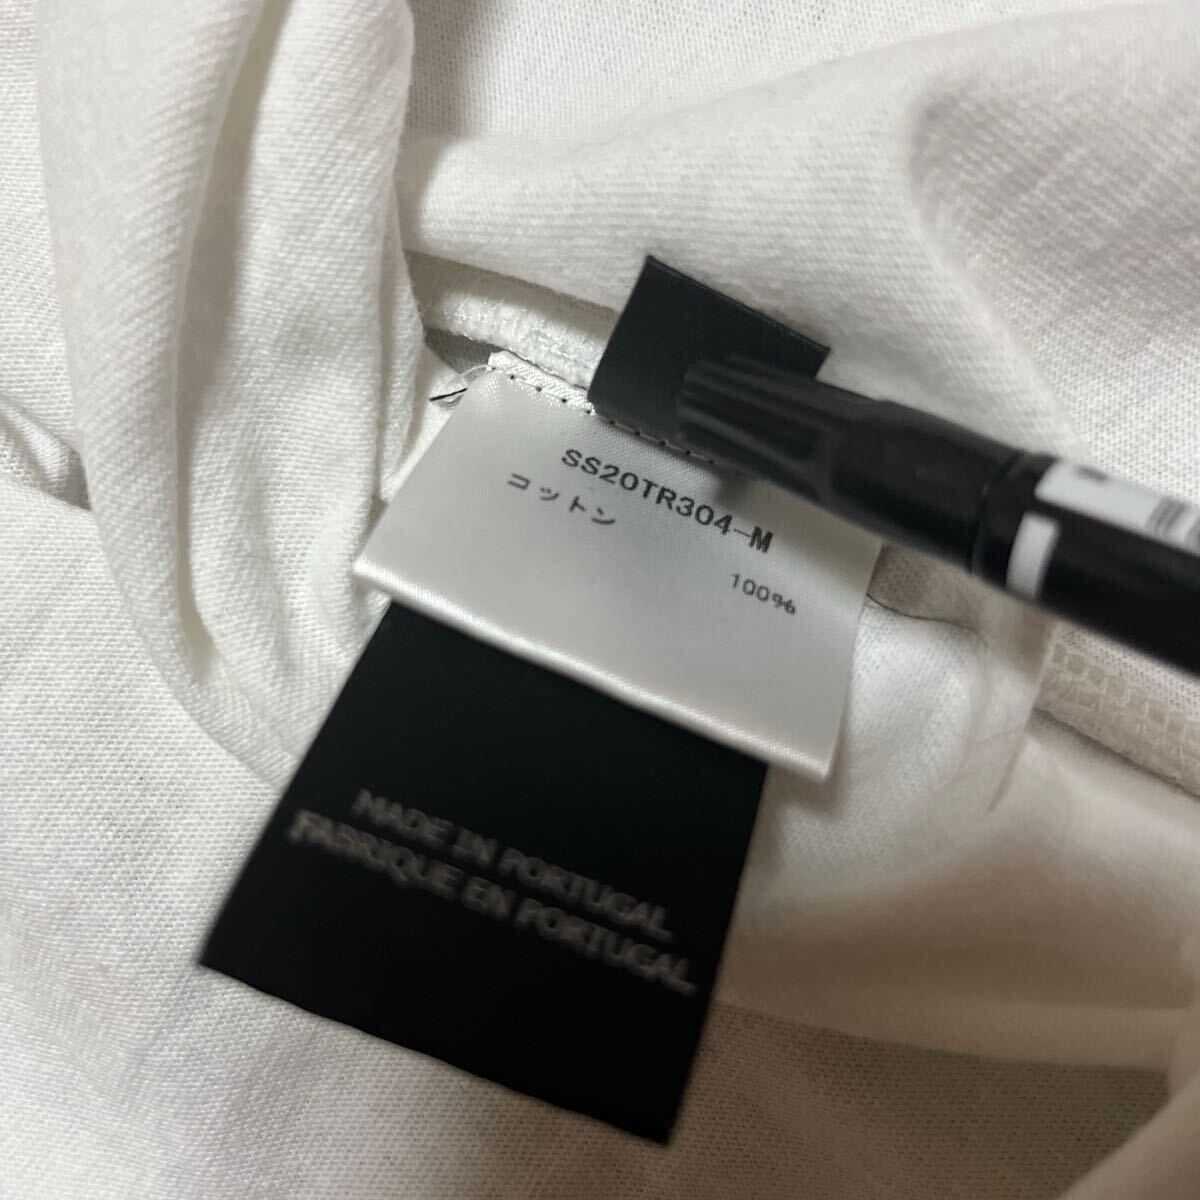 SS20TR304-M
コットン 100%
MADE IN PORTUGAL
FABRIQUE EN PORTUGAL